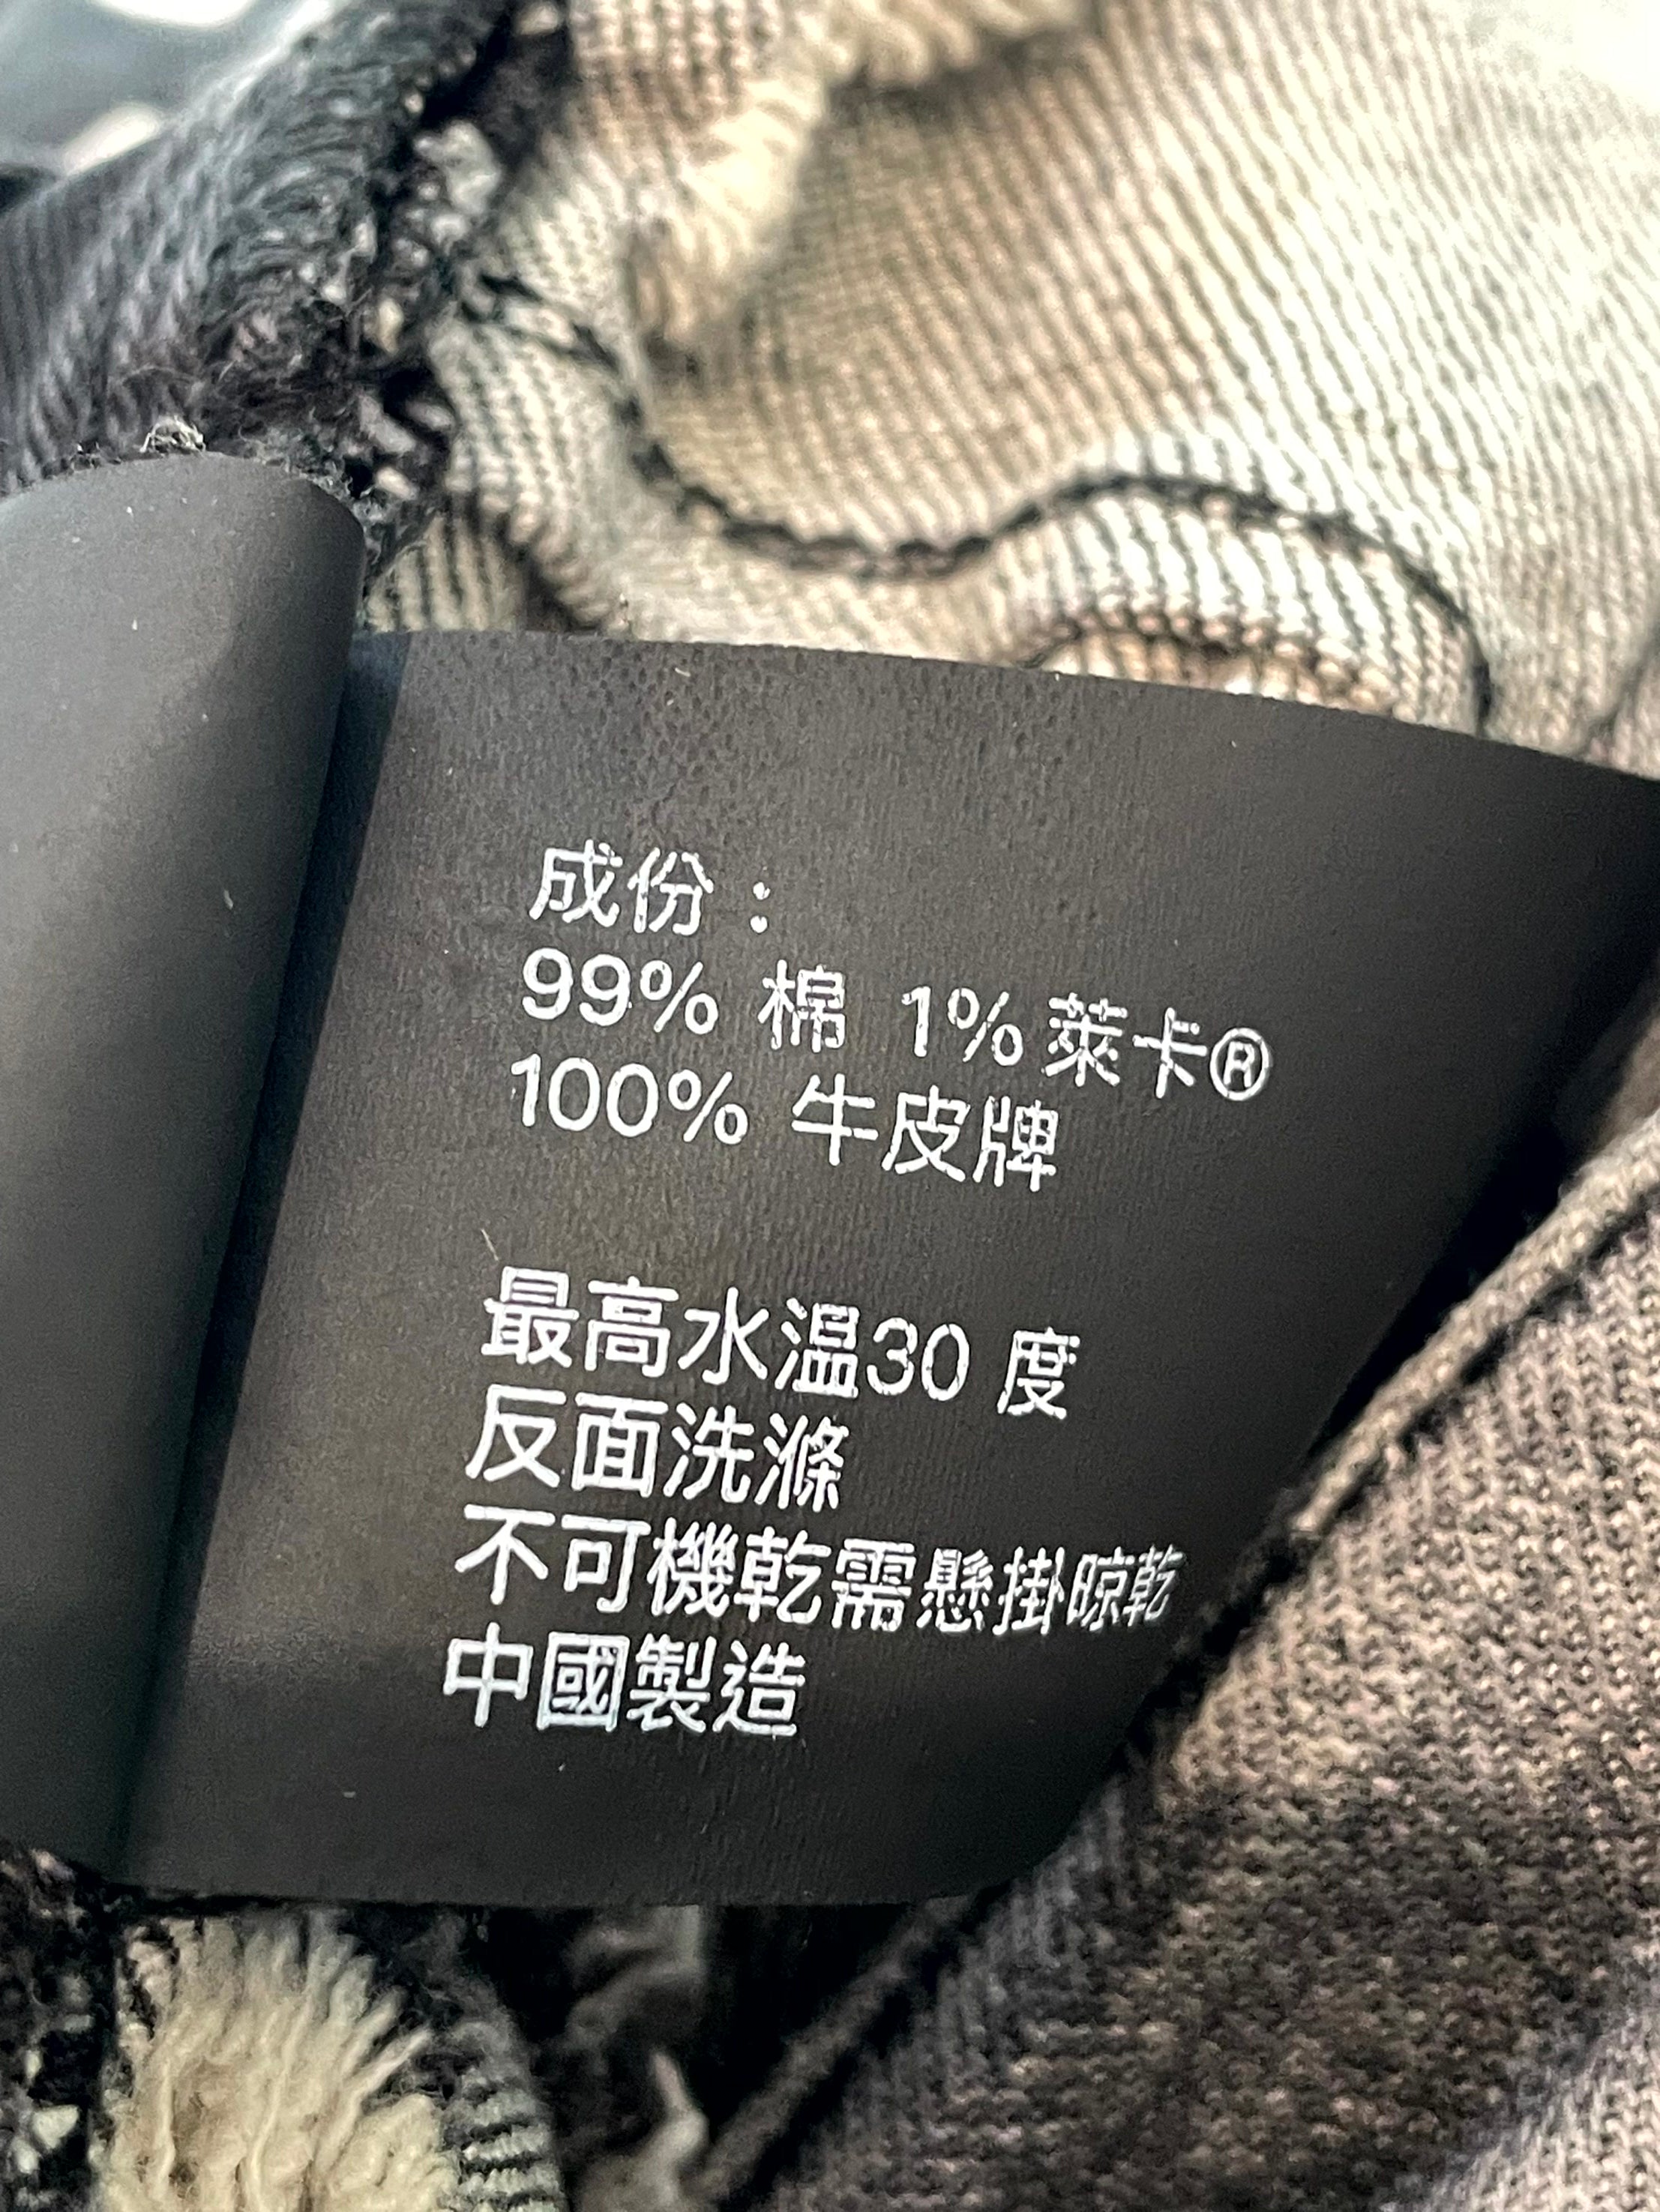 成份：
99% 棉 1% 萊卡®
100% 牛皮牌
最高水溫30 度
反面洗滌
不可機乾需懸掛晾乾
中國製造